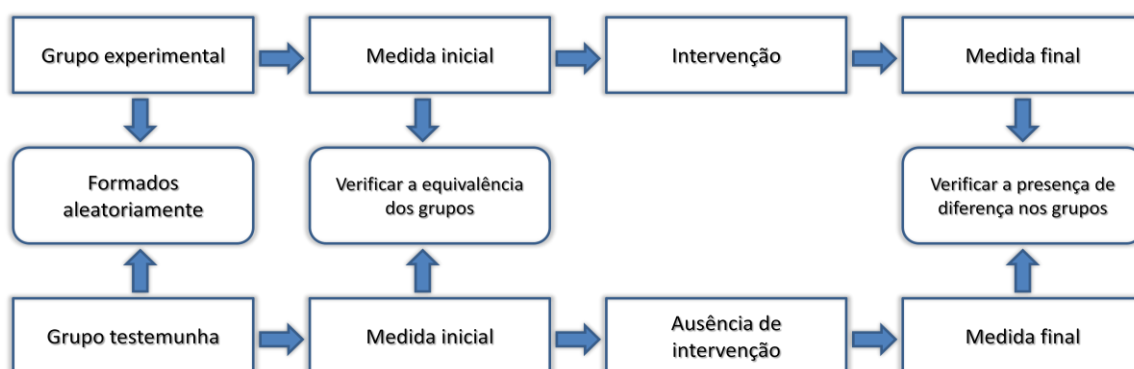 Grupo experimental
Medida inicial
Intervenção
Medida final
Formados
aleatoriamente
Verificar a equivalência
dos grupos
Verificar a presença de
diferença nos grupos
Grupo testemunha
Medida inicial
Ausência de
intervenção
Medida final